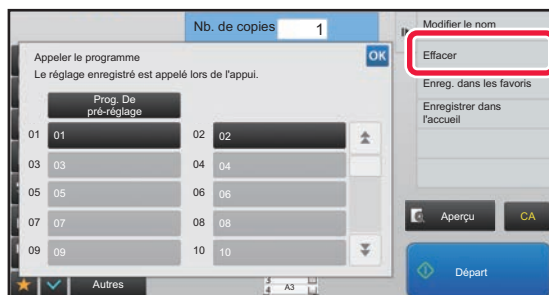 Nb. de copies 1
Modifier le nom
Appeler le programme
OK
Effacer
Le réglage enregistré est appelé lors de l'appui.
Enreg. dans les favoris
Prog. De
pré-réglage
Enregistrer dans
l'accueil
01 01 02 02
03 03 04 04
05 05 06 06
07 07 08 08
09 09 10 10
Aperçu CA
Autres
A3
4
Départ